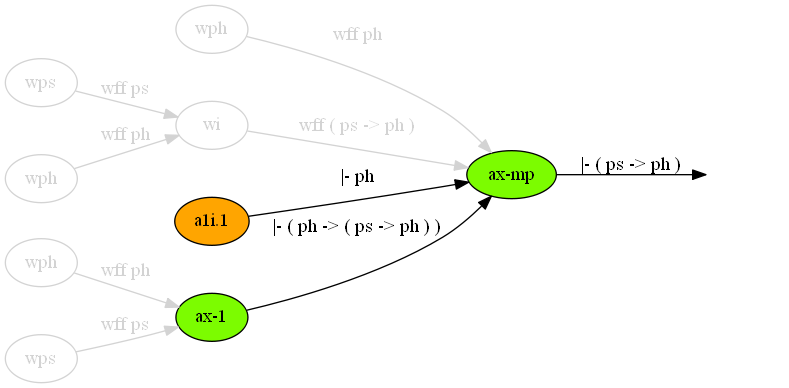 wph
wff ph
wps
wff ps
wi
wff ( ps -> ph )
wff ph
wph
|- ph
ax-mp
|- ( ps -> ph )
a1i.1
|- ( ph -> ( ps -> ph ) )
wph
wff ph
ax-1
wff ps
wps